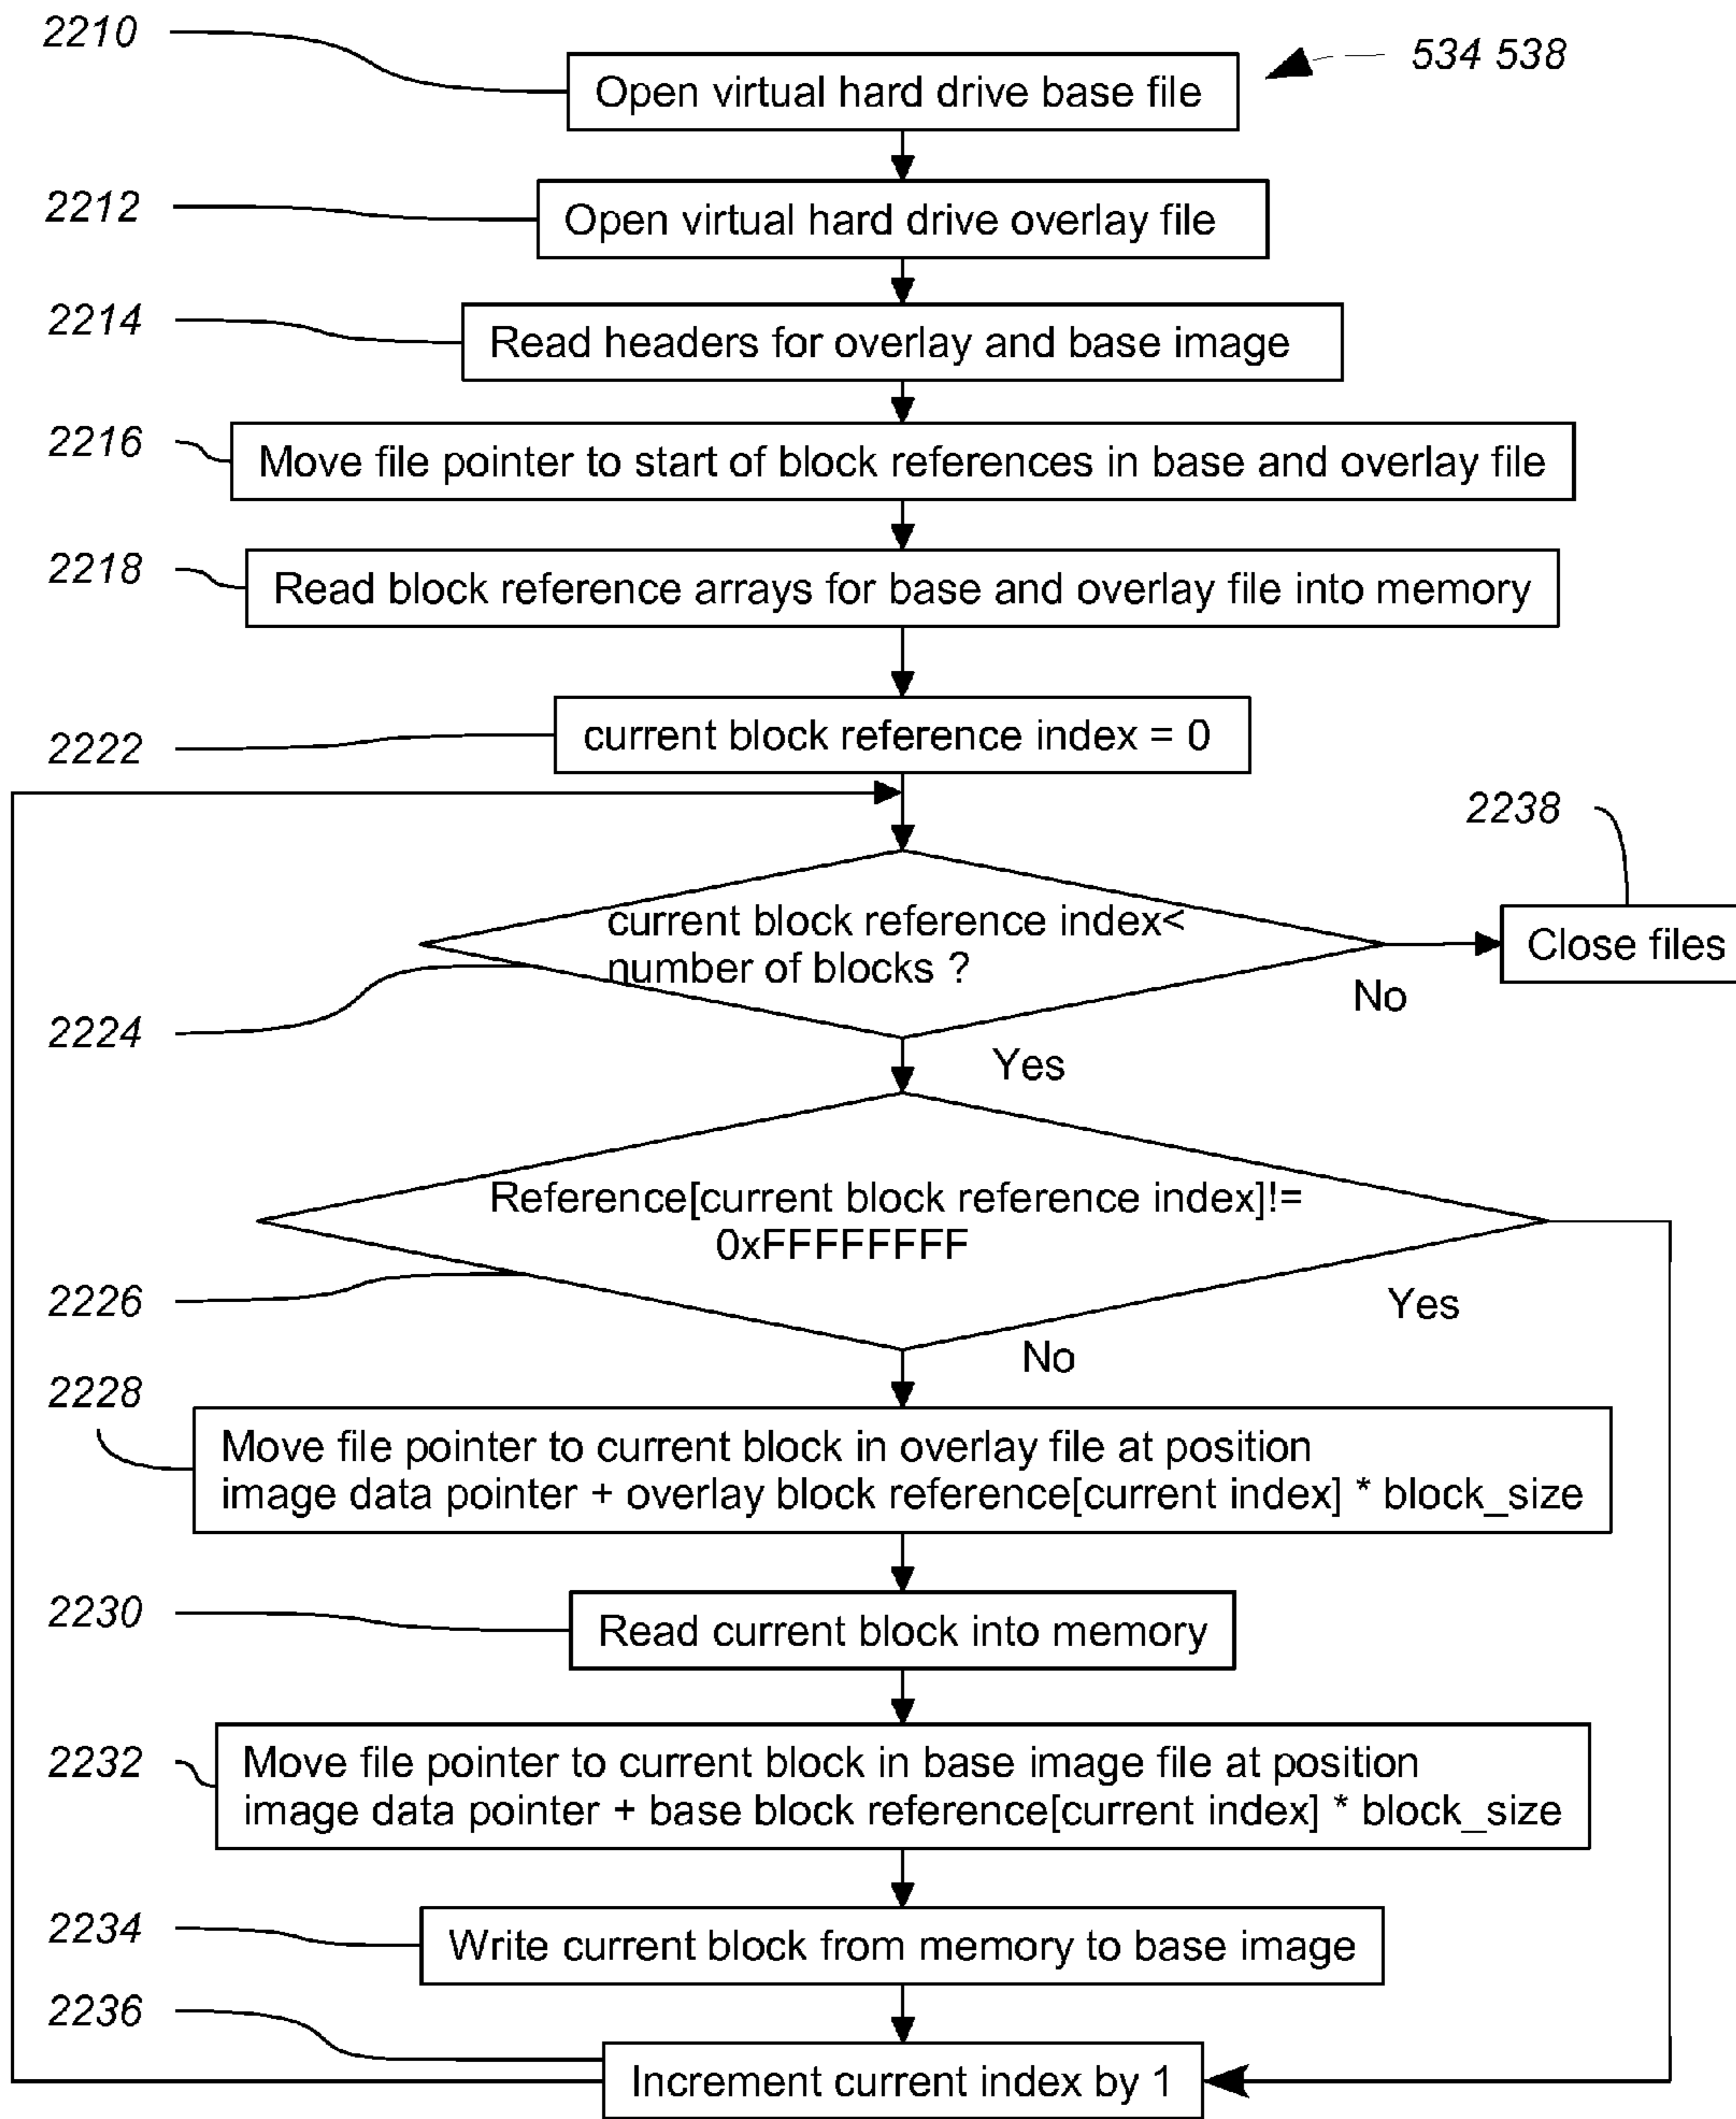 2210
534 538
Open virtual hard drive base file
2212
Open virtual hard drive overlay file
2214
Read headers for overlay and base image
2216
Move file pointer to start of block references in base and overlay file
2218
Read block reference arrays for base and overlay file into memory
2222
current block reference index = 0
2238
current block reference index<
number of blocks ?
Close files
No
2224
Yes
Reference[current block reference index]!=
0xFFFFFFFF
2226
Yes
No
2228
Move file pointer to current block in overlay file at position
image data pointer + overlay block reference[current index] * block_size
2230
Read current block into memory
2232
Move file pointer to current block in base image file at position
image data pointer + base block reference[current index] * block_size
2234
Write current block from memory to base image
2236
Increment current index by 1